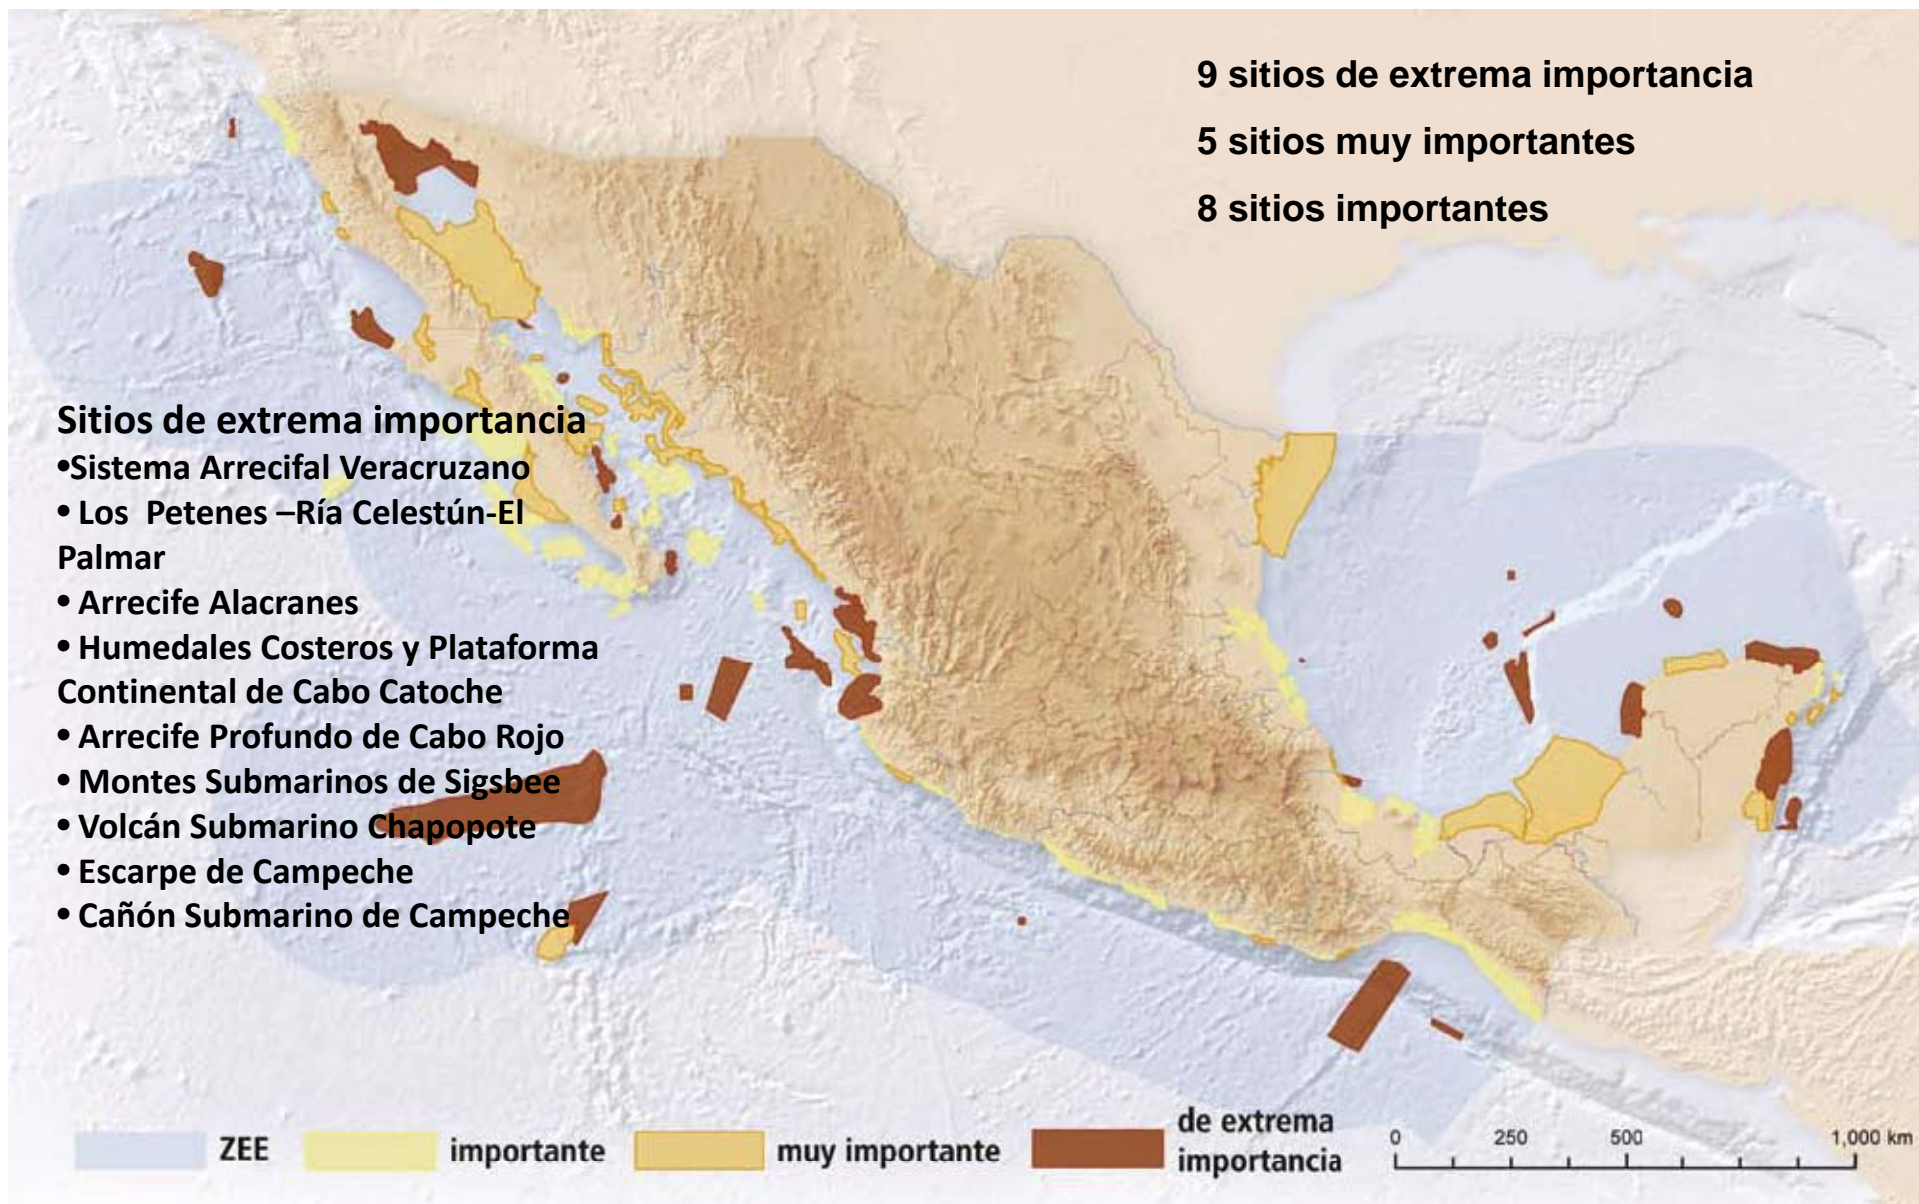 9 sitios de extrema importancia
5 sitios muy importantes
8 sitios importantes
Sitios de extrema importancia
•Sistema Arrecifal Veracruzano
• Los Petenes –Ría Celestún-El
Palmar
• Arrecife Alacranes
• Humedales Costeros y Plataforma
Continental de Cabo Catoche
• Arrecife Profundo de Cabo Rojo
• Montes Submarinos de Sigsbee
• Volcán Submarino Chapopote
• Escarpe de Campeche
• Cañón Submarino de Campeche
ZEE
importante
muy importante
de extrema
importancia
0 250 500 1,000 km